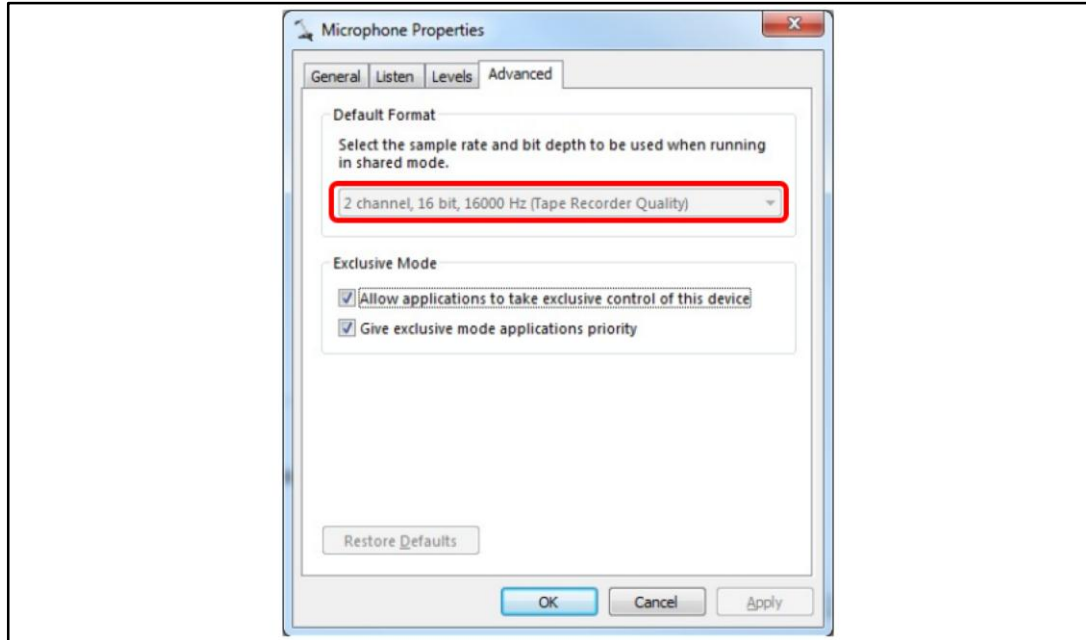 Microphone Properties
General Listen Levels Advanced
Default Format
Select the sample rate and bit depth to be used when running
in shared mode.
2 channel, 16 bit, 16000 Hz (Tape Recorder Quality)
Exclusive Mode
Allow applications to take exclusive control of this device
Give exclusive mode applications priority
Restore Defaults
OK Cancel Apply